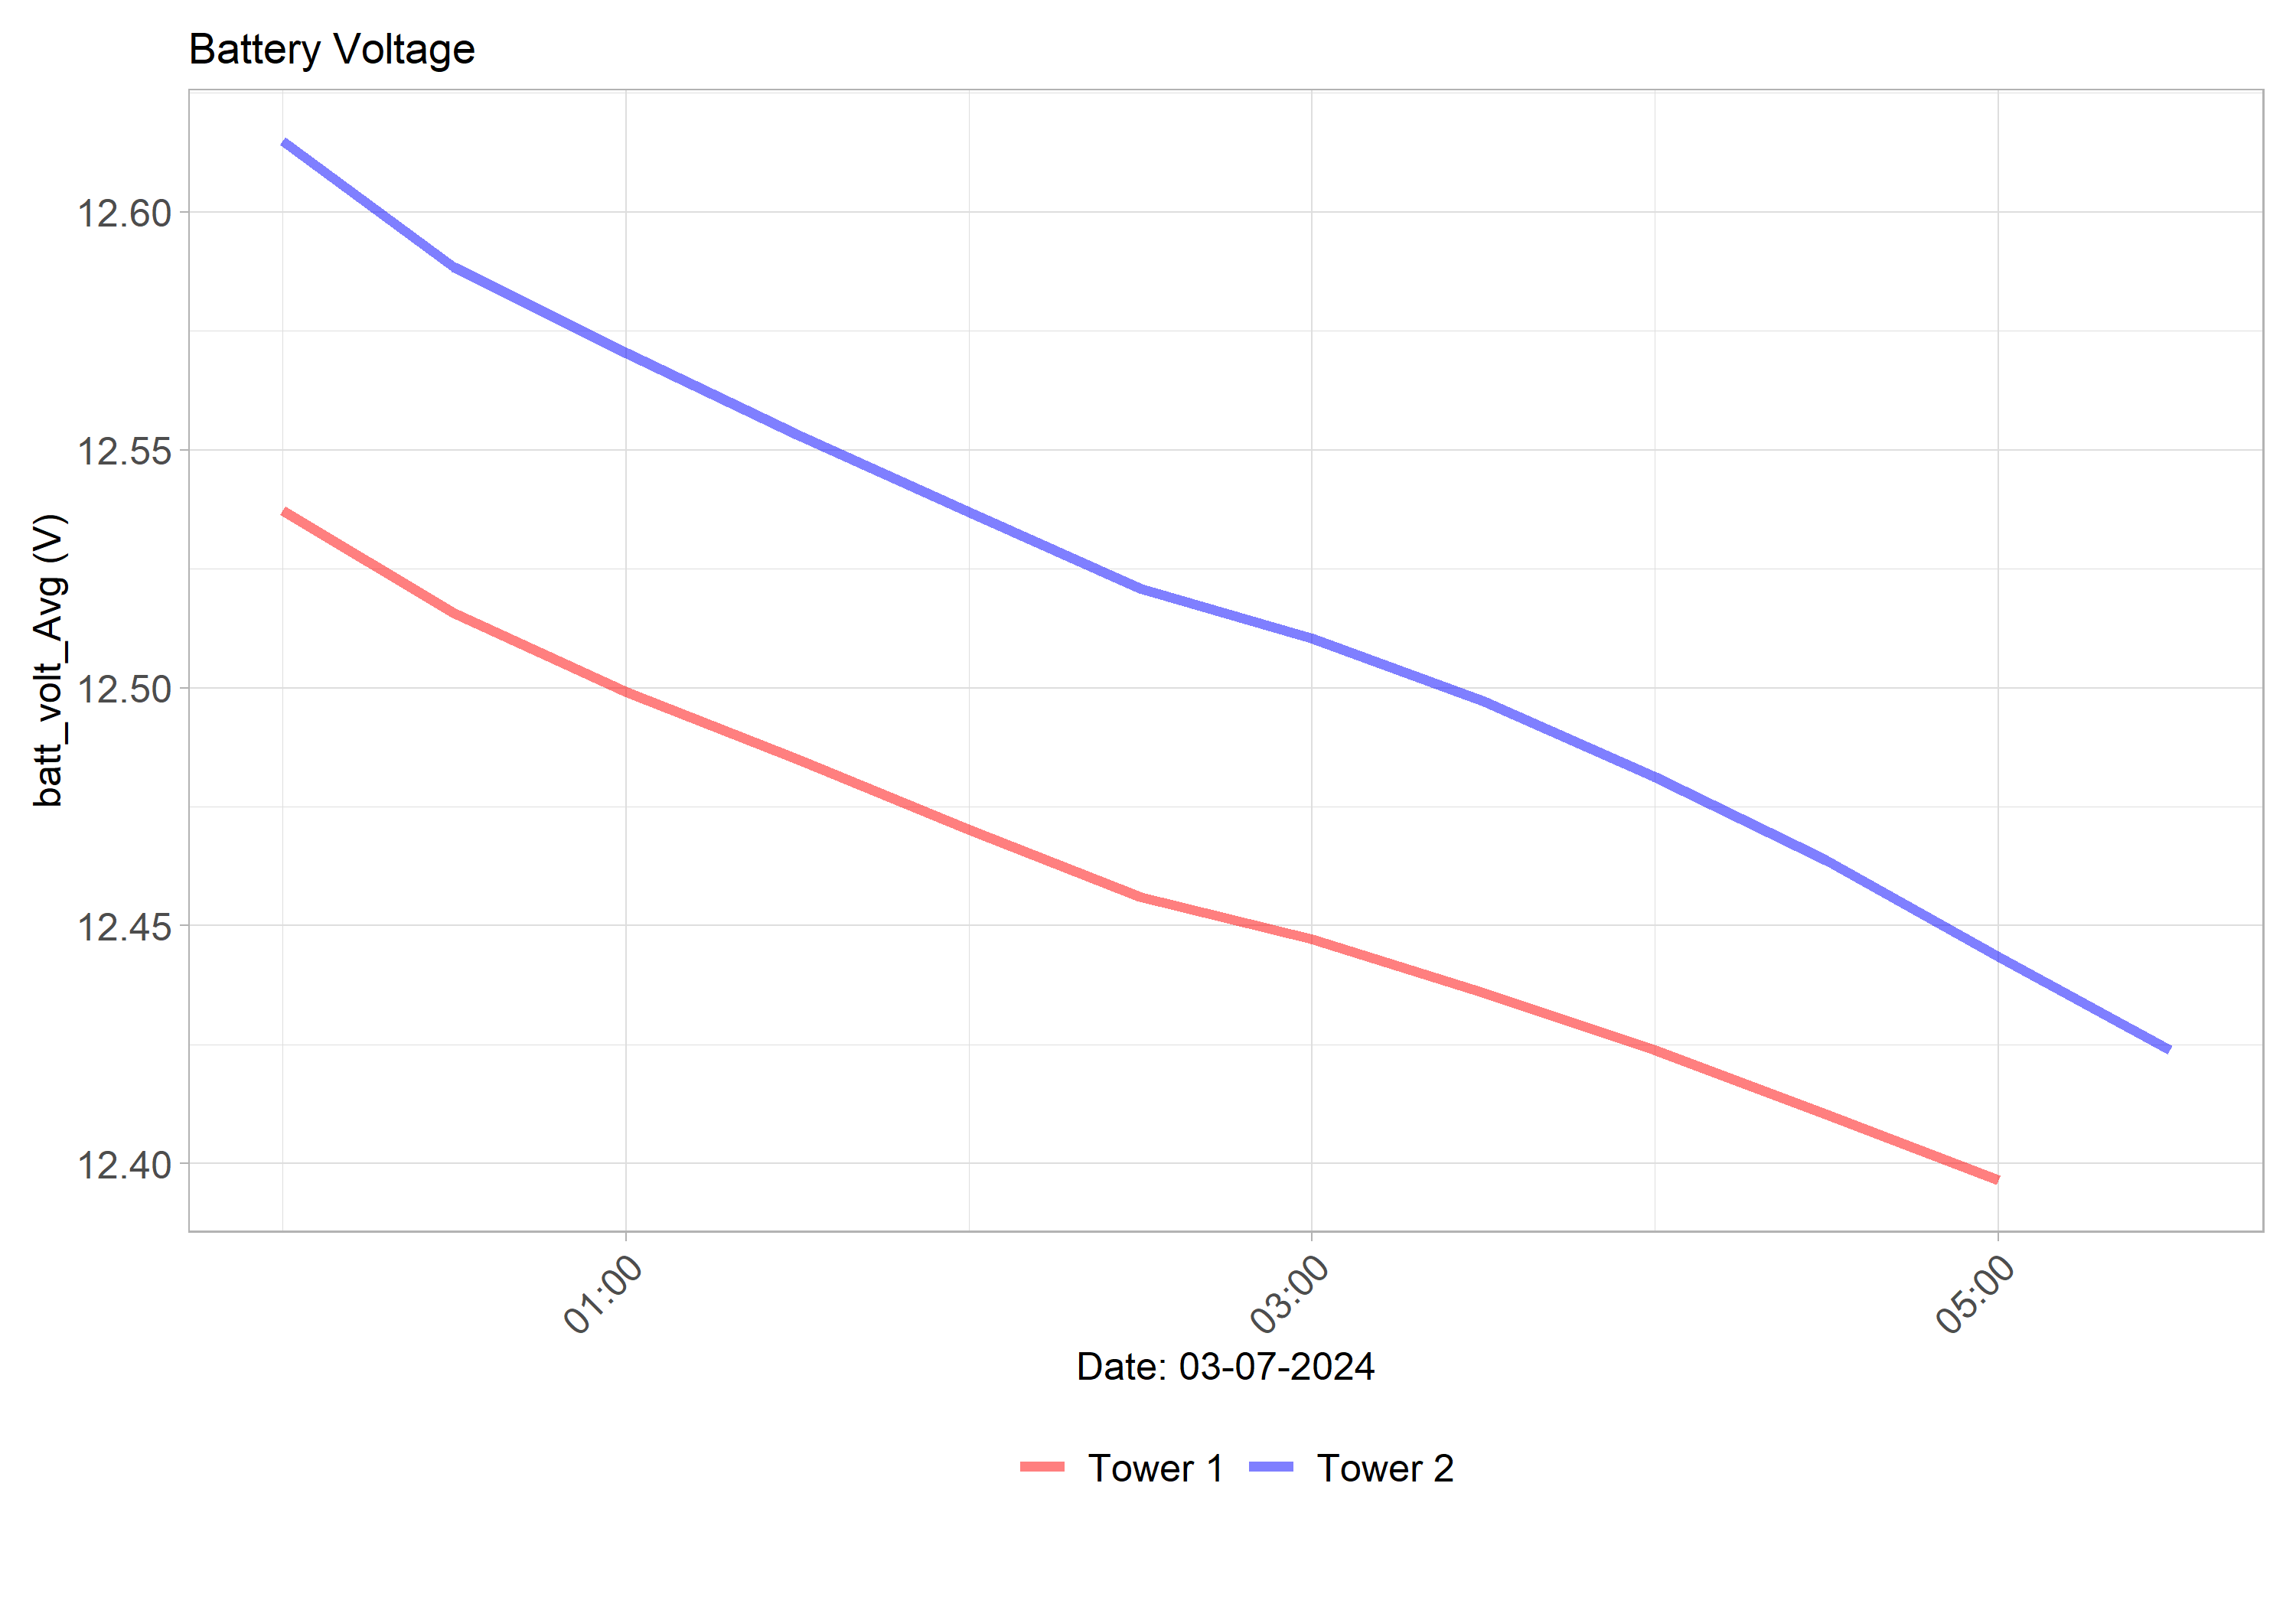 Battery Voltage
12.60
12.55
12.50
12.45
12.40
batt_volt_Avg (V)
01:00
03:00
05:00
Date: 03-07-2024
Tower 1
Tower 2